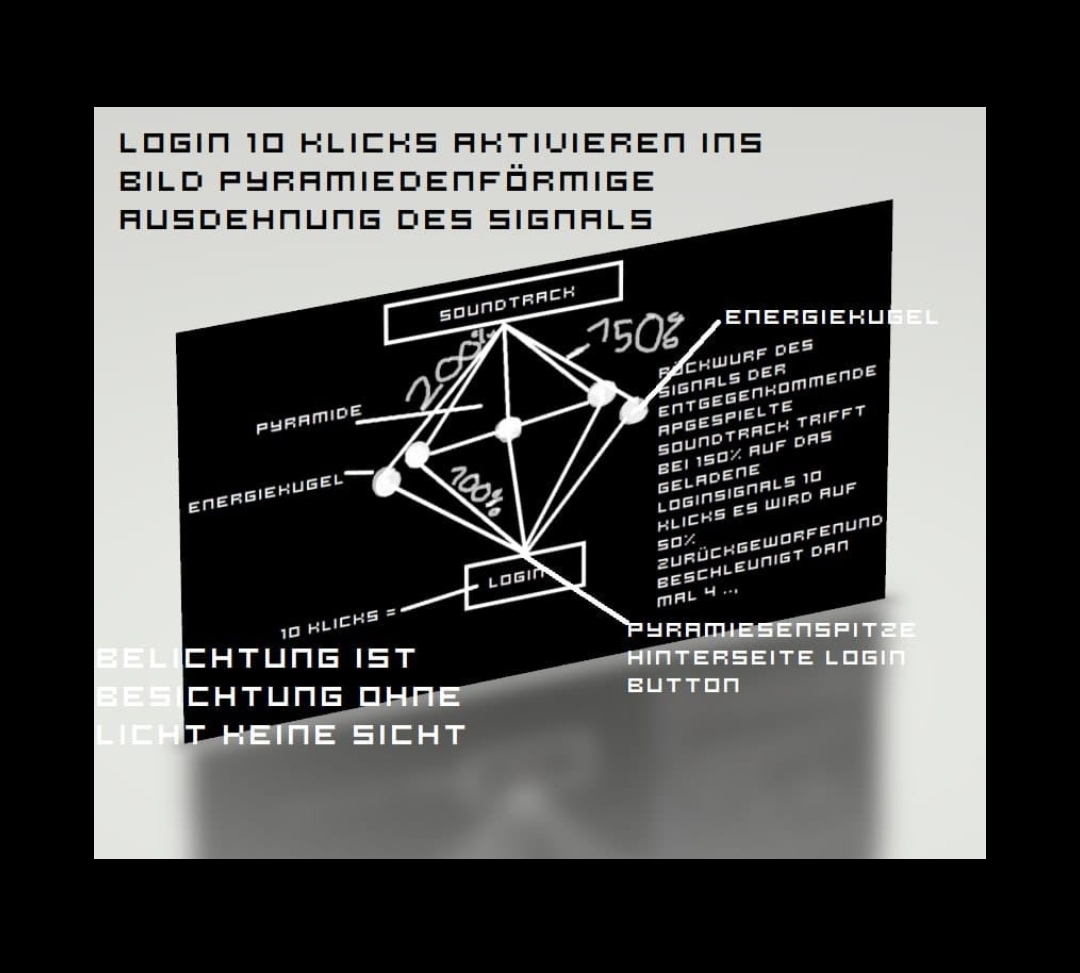 LOGIN 10 KLICKS AKTIVIEREN INS
BILD PYRAMIEDENFÖRMIGE
AUSDEHNUNG DES SIGNALS
SOUNDTRACK
200%
150%
ENERGIEKUGEL
PYRAMIDE
ENERGIEKUGEL
100%
RÜCKWURF DES
SIGNALS DER
ENTGEGENKOMMENDE
APGESPIELTE
SOUNDTRACK TRIFFT
BEI 150% AUF DAS
GELADENE
LOGINSIGNALS 10
KLICKS ES WIRD AUF
50%
ZURÜCKGEWORFENUND
BESCHLEUNIGT DAN
MAL 4 ..,
LOGIN
10 KLICKS =
PYRAMIESENSPITZE
HINTERSEITE LOGIN
BUTTON
BELICHTUNG IST
BESICHTUNG OHNE
LICHT KEINE SICHT